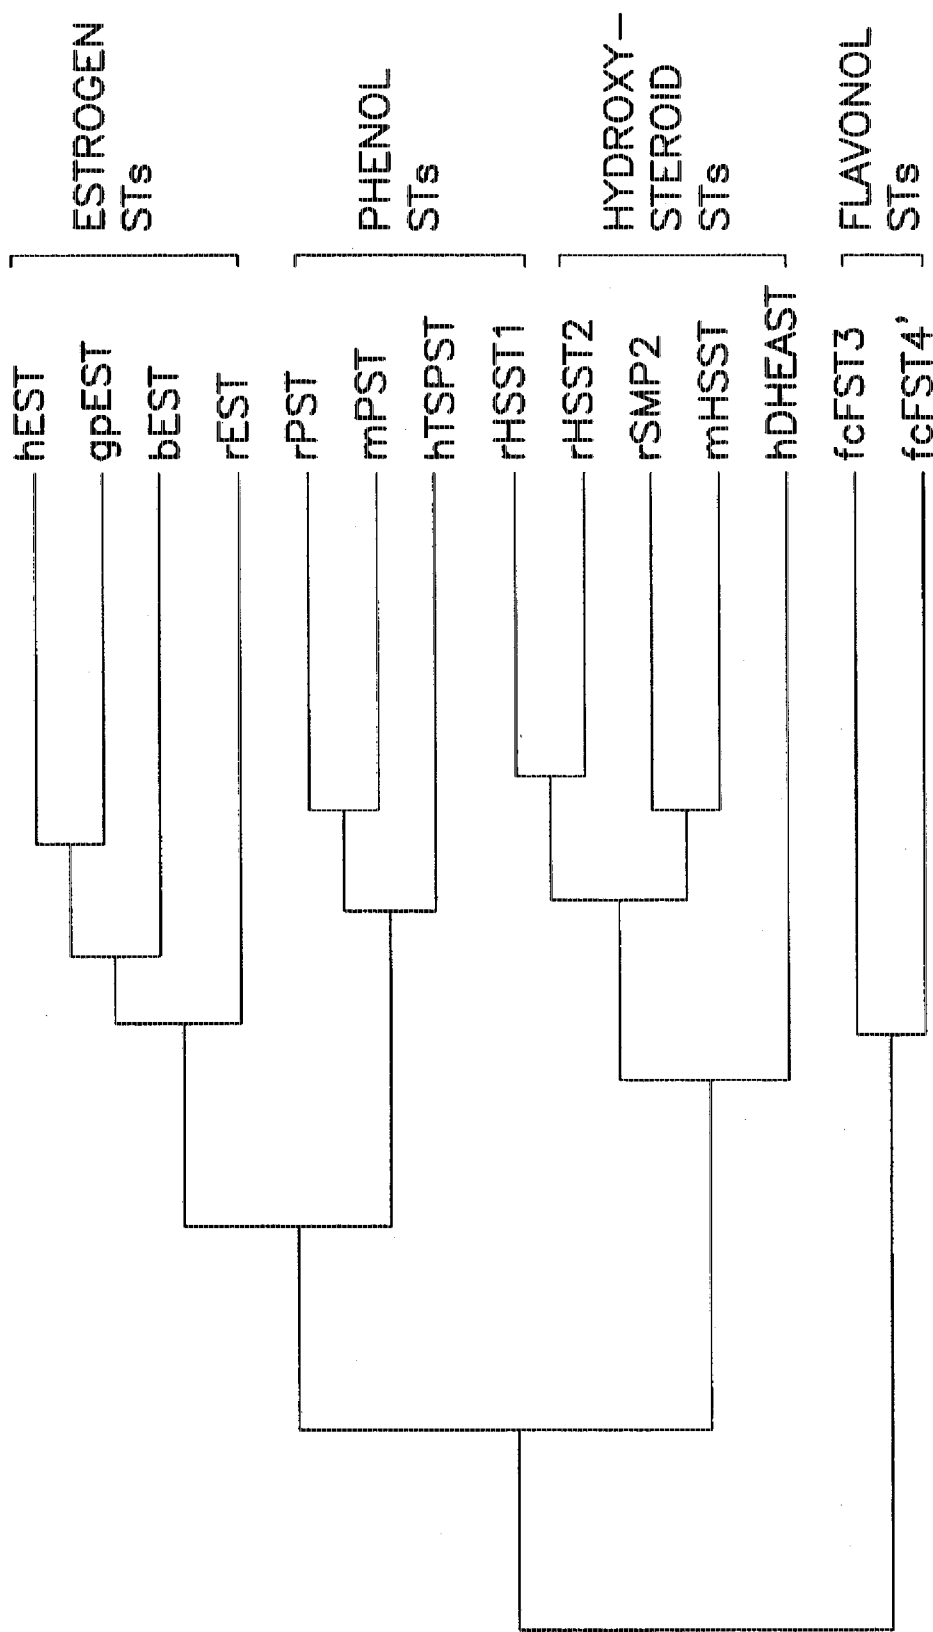 hEST
gpEST
bEST
rEST
rPST
mPST
hTSPST
rHSST1
rHSST2
rSMP2
mHSST
hDHEAST
fcFST3
fcFST4'
ESTROGEN
STs
PHENOL
STs
HYDROXY–
STEROID
STs
FLAVONOL
STs